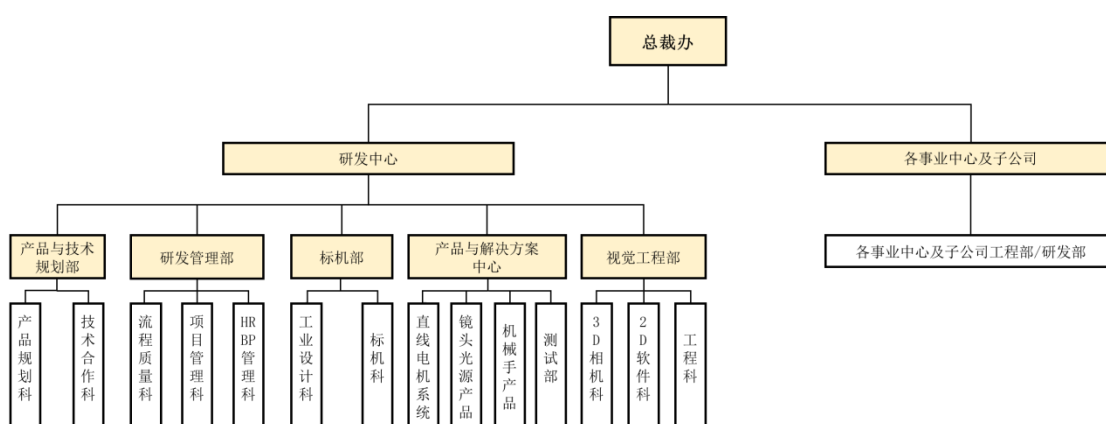 总裁办
研发中心
各事业中心及子公司
产品与技术
规划部
研发管理部
标机部
产品与解决方案
中心
视觉工程部
各事业中心及子公司工程部/研发部
产品规划科
技术合作科
流程质量科
项目管理科
HRBP管理科
工业设计科
标机科
直线电机系统
镜头光源产品
机械手产品
测试部
3D相机科
2D软件科
工程科